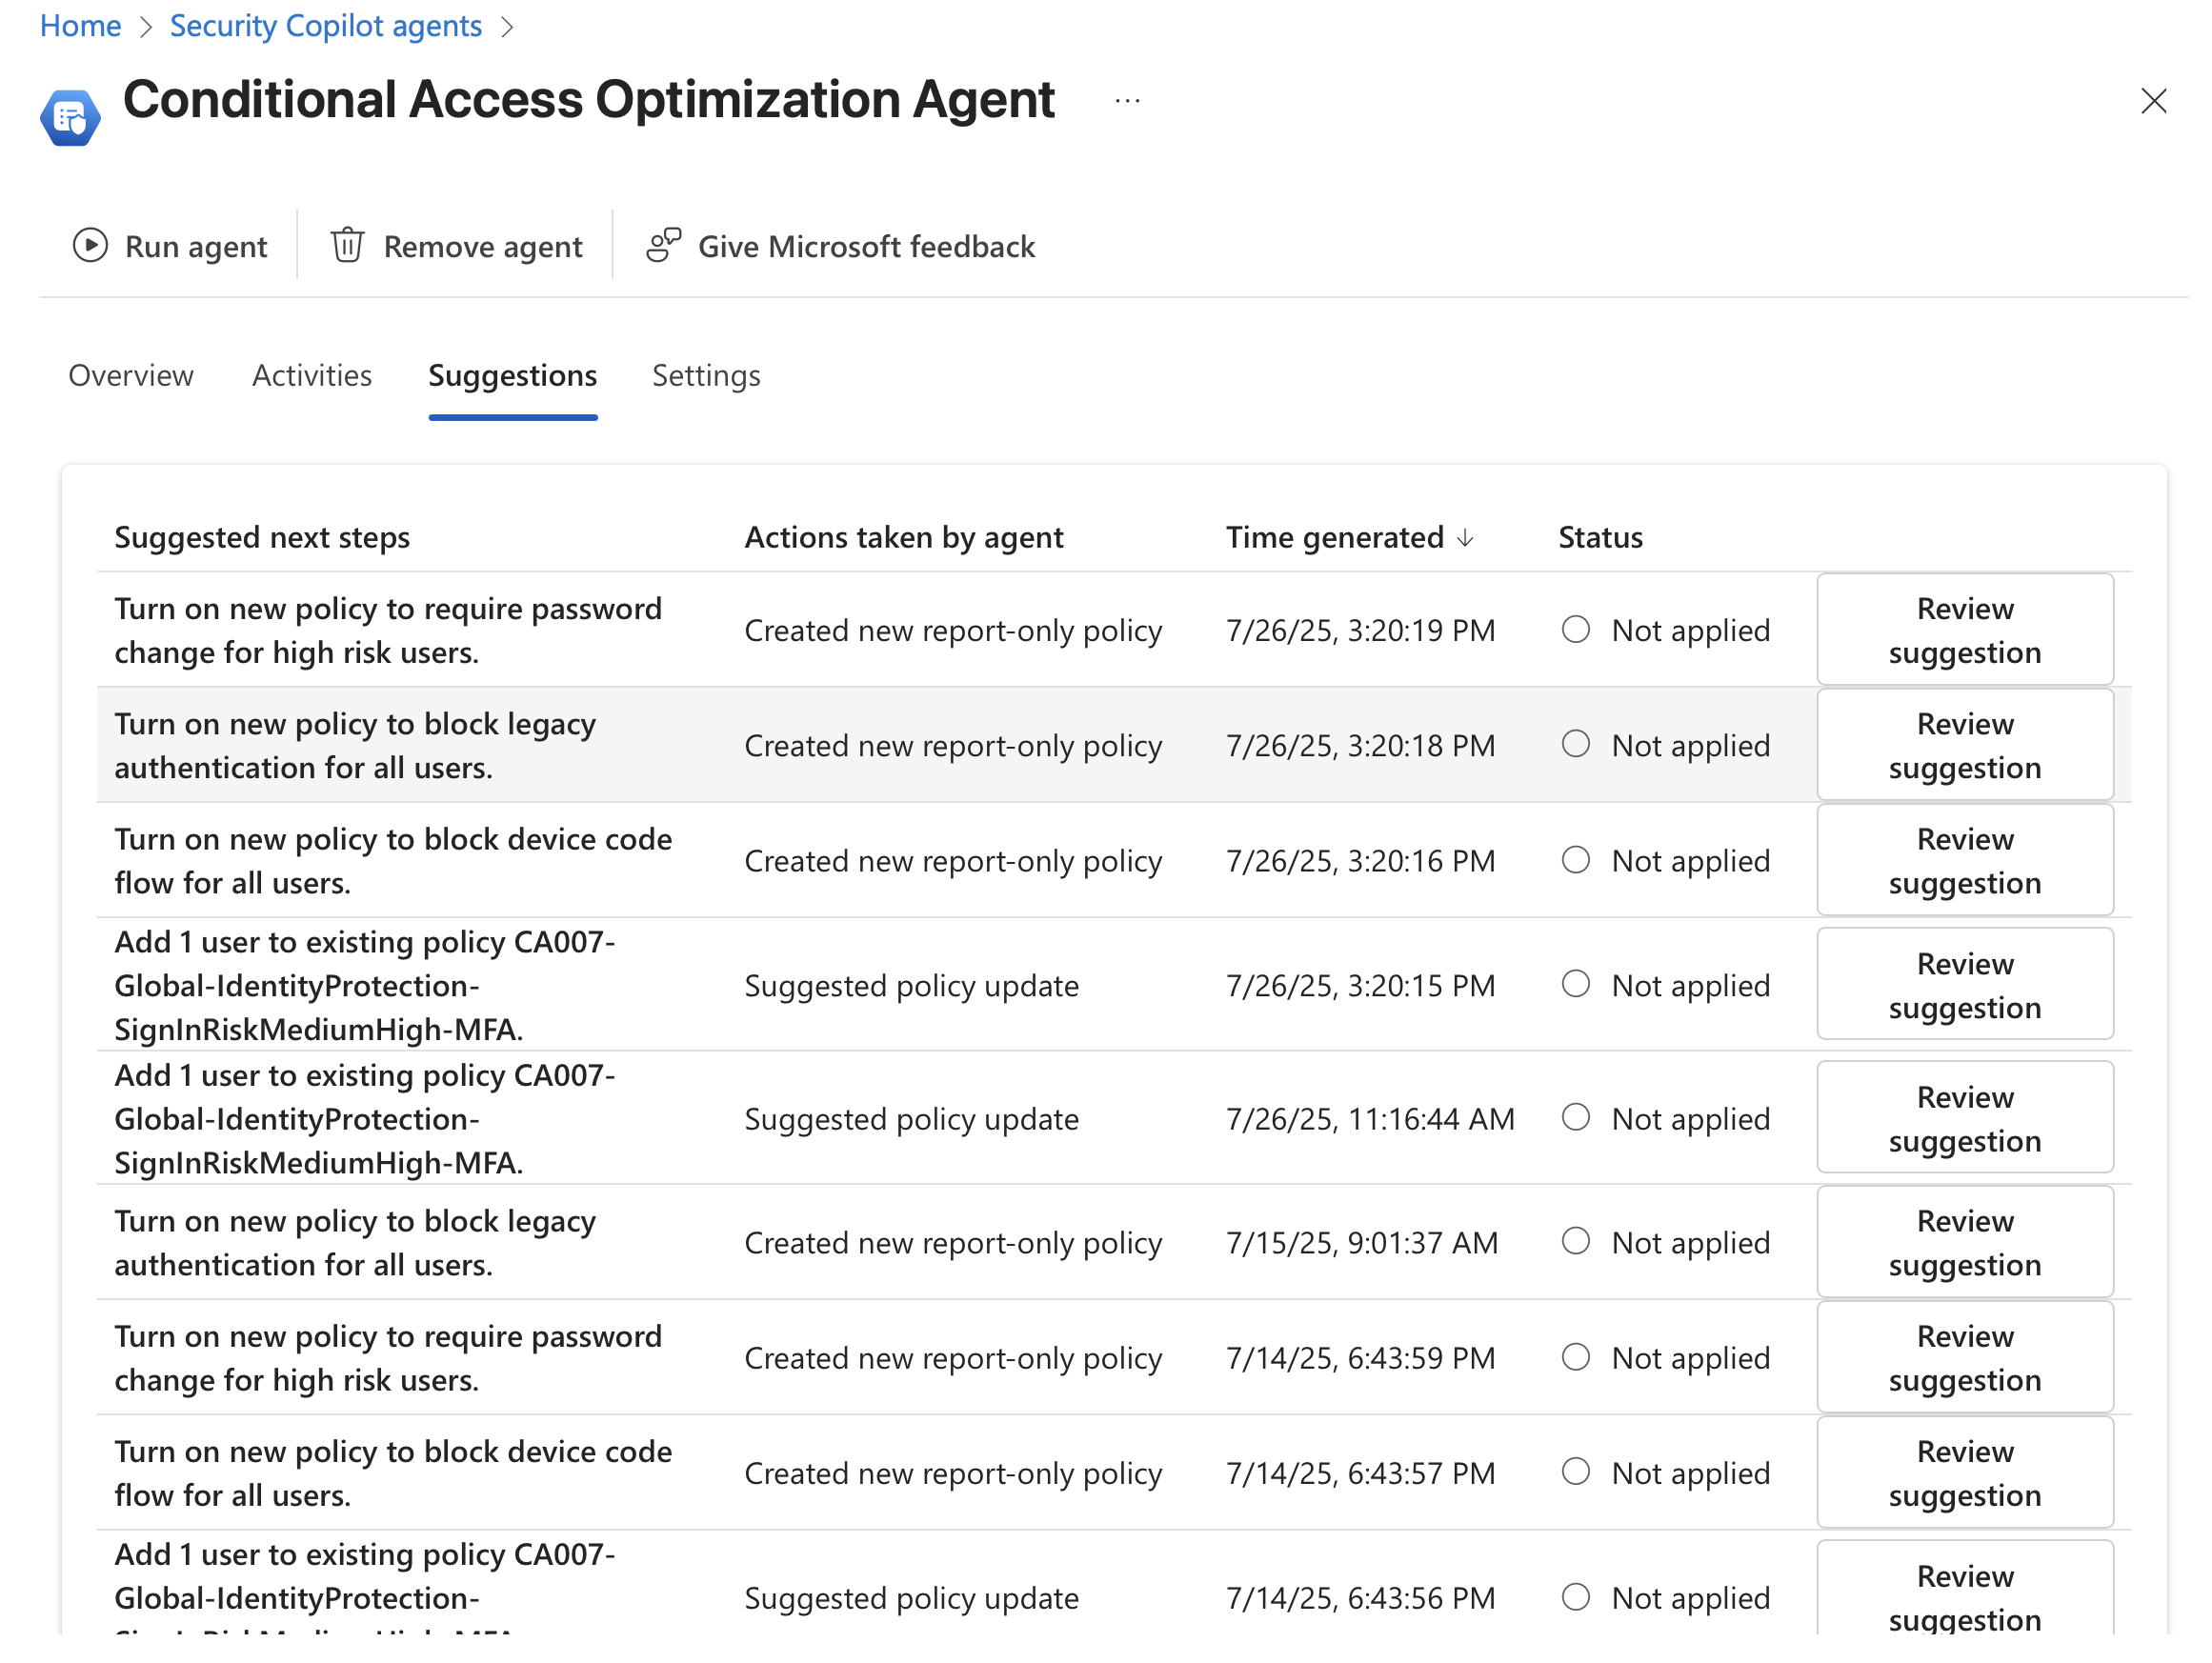 Home > Security Copilot agents >
Conditional Access Optimization Agent ...
Run agent Remove agent Give Microsoft feedback
Overview Activities Suggestions Settings
Suggested next steps Actions taken by agent Time generated ↓ Status
Turn on new policy to require password
change for high risk users.
Created new report-only policy 7/26/25, 3:20:19 PM Not applied
Review
suggestion
Turn on new policy to block legacy
authentication for all users.
Created new report-only policy 7/26/25, 3:20:18 PM Not applied
Review
suggestion
Turn on new policy to block device code
flow for all users.
Created new report-only policy 7/26/25, 3:20:16 PM Not applied
Review
suggestion
Add 1 user to existing policy CA007-
Global-IdentityProtection-
SignInRiskMediumHigh-MFA.
Suggested policy update 7/26/25, 3:20:15 PM Not applied
Review
suggestion
Add 1 user to existing policy CA007-
Global-IdentityProtection-
SignInRiskMediumHigh-MFA.
Suggested policy update 7/26/25, 11:16:44 AM Not applied
Review
suggestion
Turn on new policy to block legacy
authentication for all users.
Created new report-only policy 7/15/25, 9:01:37 AM Not applied
Review
suggestion
Turn on new policy to require password
change for high risk users.
Created new report-only policy 7/14/25, 6:43:59 PM Not applied
Review
suggestion
Turn on new policy to block device code
flow for all users.
Created new report-only policy 7/14/25, 6:43:57 PM Not applied
Review
suggestion
Add 1 user to existing policy CA007-
Global-IdentityProtection-
Suggested policy update 7/14/25, 6:43:56 PM Not applied
Review
suggestion